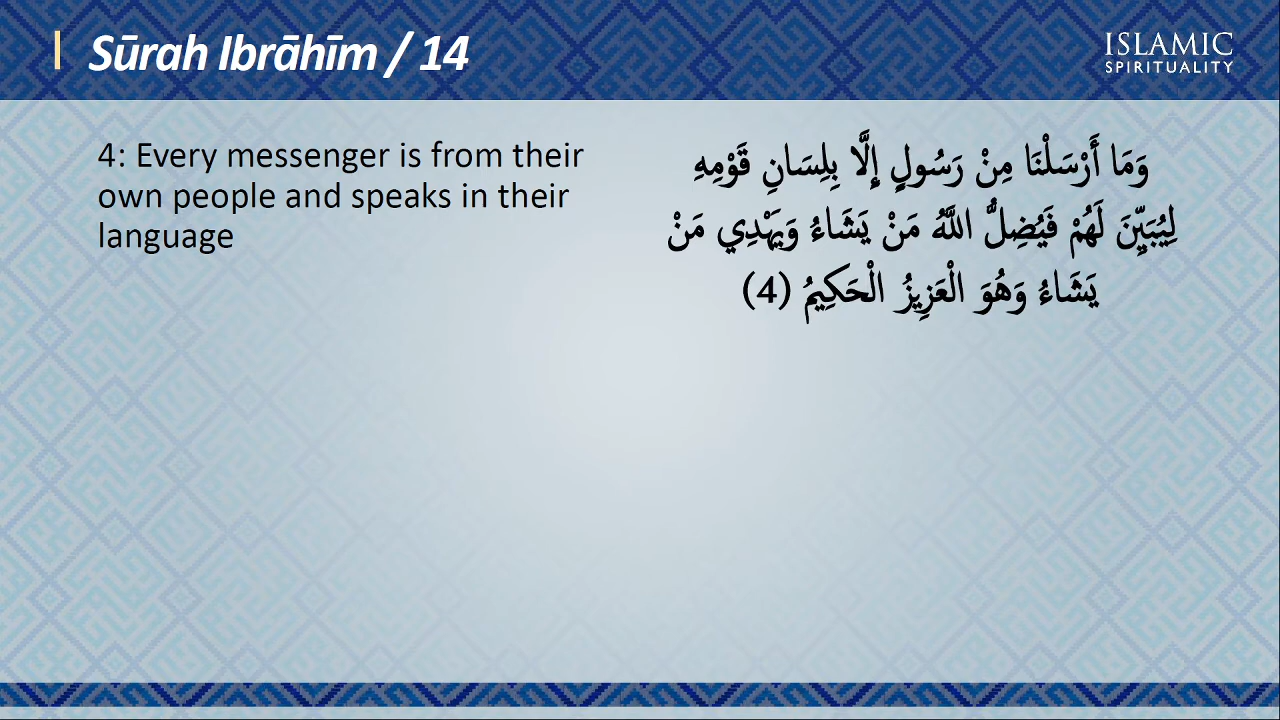 Sūrah Ibrāhīm / 14
ISLAMIC
SPIRITUALITY
4: Every messenger is from their
own people and speaks in their
language
وَمَا أَرْسَلْنَا مِنْ رَسُولٍ إِلَّا بِلِسَانِ قَوْمِهِ
لِيُبَيِّنَ لَهُمْ فَيُضِلُّ اللَّهُ مَنْ يَشَاءُ وَيَهْدِي مَنْ
يَشَاءُ وَهُوَ الْعَزِيزُ الْحَكِيمُ (4)